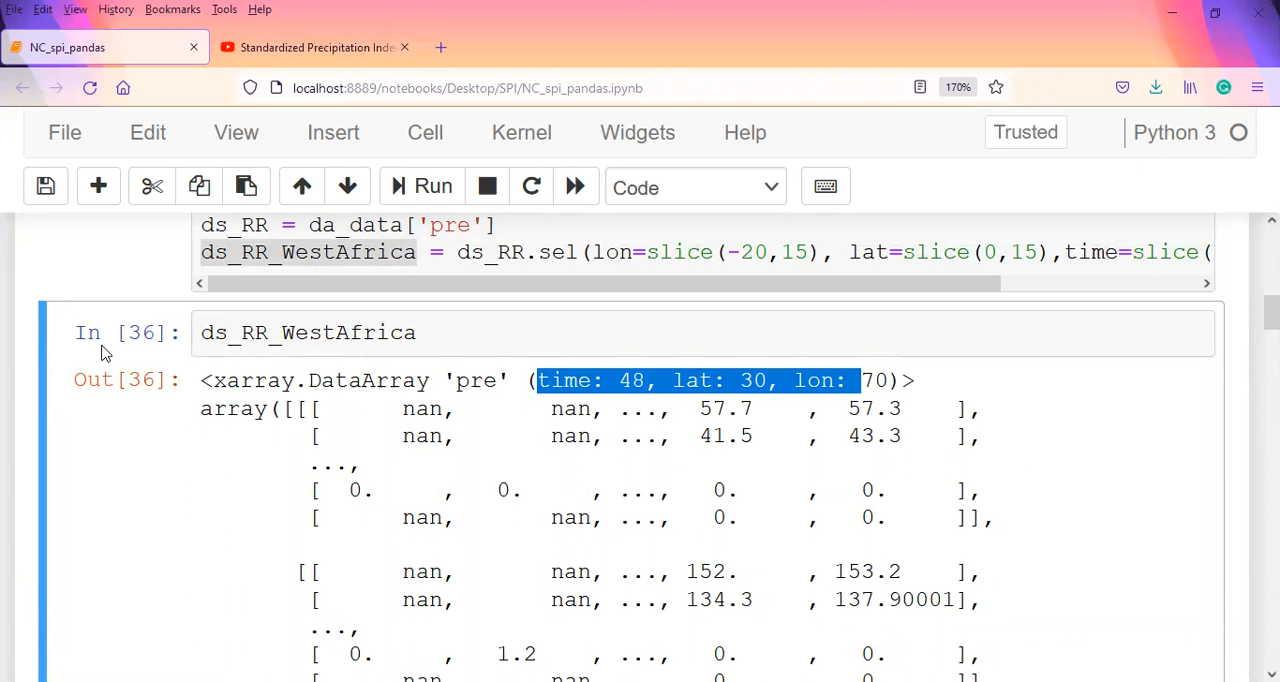 File Edit View History Bookmarks Tools Help
NC_spi_pandas × Standardized Precipitation Inde × +
localhost:8889/notebooks/Desktop/SPI/NC_spi_pandas.ipynb 170%
File Edit View Insert Cell Kernel Widgets Help Trusted Python 3
Run Code
ds_RR = da_data['pre']
ds_RR_WestAfrica = ds_RR.sel(lon=slice(-20,15), lat=slice(0,15),time=slice(
In [36]: ds_RR_WestAfrica
Out[36]: <xarray.DataArray 'pre' (time: 48, lat: 30, lon: 70)>
array([[[ nan, nan, ..., 57.7 , 57.3 ],
[ nan, nan, ..., 41.5 , 43.3 ],
...,
[ 0. , 0. , ..., 0. , 0. ],
[ nan, nan, ..., 0. , 0. ]],
[[ nan, nan, ..., 152. , 153.2 ],
[ nan, nan, ..., 134.3 , 137.90001],
...,
[ 0. , 1.2 , ..., 0. , 0. ],
[ nan, nan, ..., 0. , 0. ]],